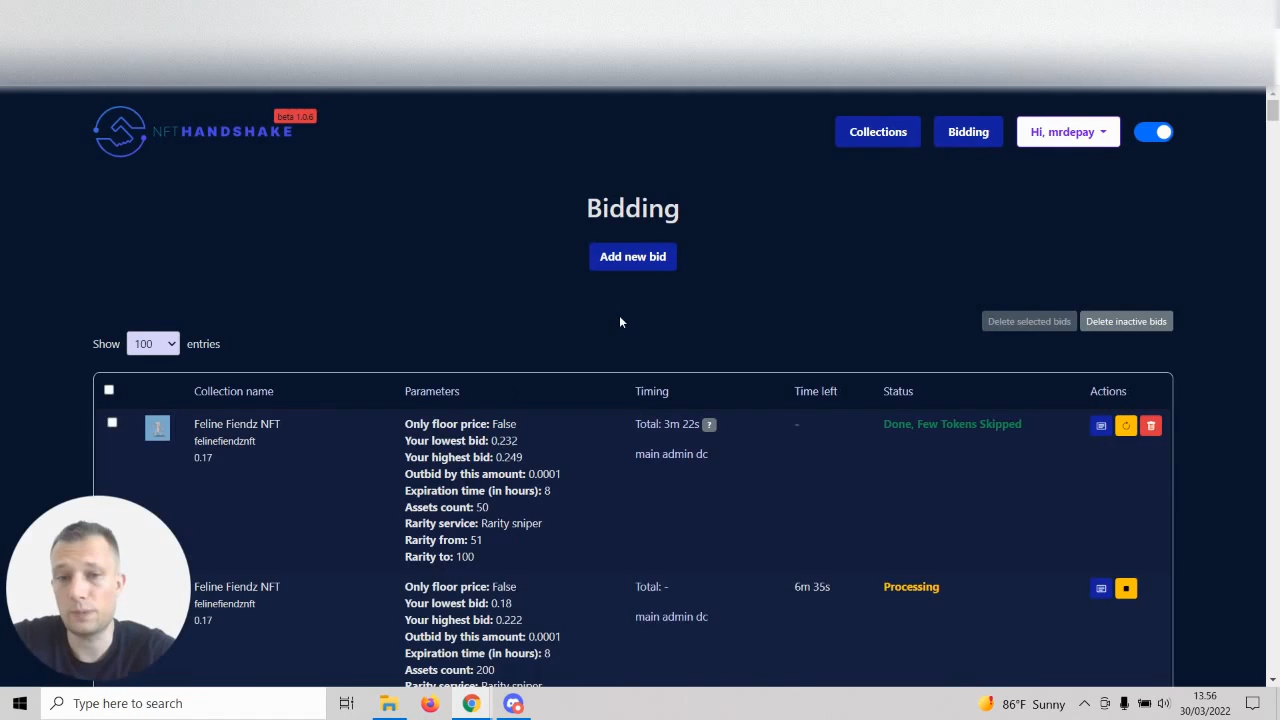 NFTHANDSHAKE
beta 1.0.6
Collections
Bidding
Hi, mrdepay
Bidding
Add new bid
Delete selected bids
Delete inactive bids
Show 100 entries
Collection name Parameters Timing Time left Status Actions
Feline Fiendz NFT
felinefiendznft
0.17
Only floor price: False
Your lowest bid: 0.232
Your highest bid: 0.249
Outbid by this amount: 0.0001
Expiration time (in hours): 8
Assets count: 50
Rarity service: Rarity sniper
Rarity from: 51
Rarity to: 100
Total: 3m 22s ?
main admin dc
-
Done, Few Tokens Skipped
Feline Fiendz NFT
felinefiendznft
0.17
Only floor price: False
Your lowest bid: 0.18
Your highest bid: 0.222
Outbid by this amount: 0.0001
Expiration time (in hours): 8
Assets count: 200
Rarity service: Rarity sniper
Total: -
main admin dc
6m 35s
Processing
Type here to search
86°F Sunny
13.56
30/03/2022